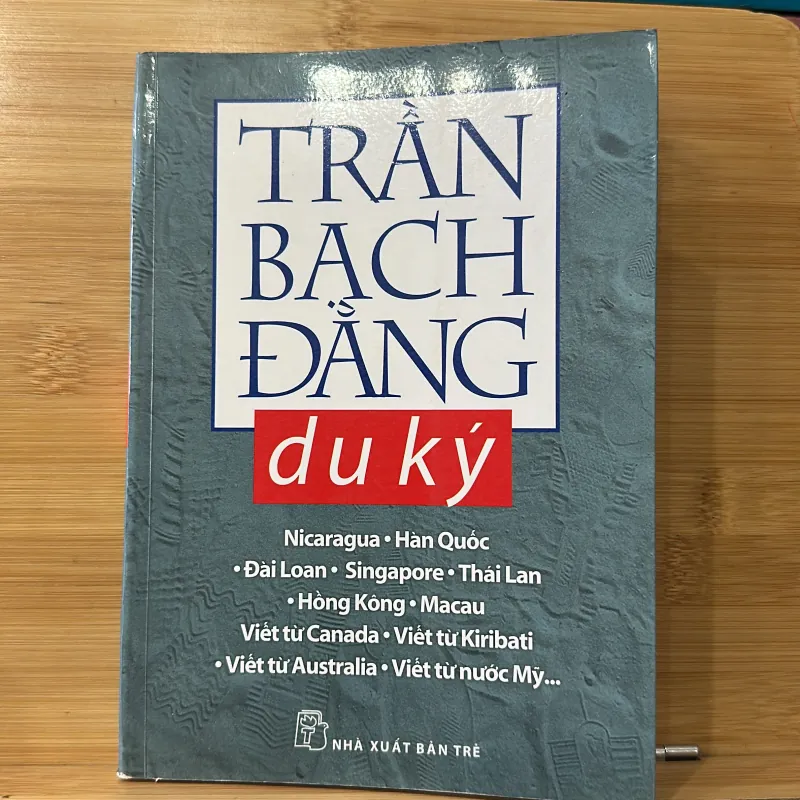 TRẦN
BẠCH
ĐẰNG
du ký
Nicaragua • Hàn Quốc
• Đài Loan • Singapore • Thái Lan
• Hồng Kông • Macau
Viết từ Canada • Viết từ Kiribati
• Viết từ Australia • Viết từ nước Mỹ...
NHÀ XUẤT BẢN TRẺ